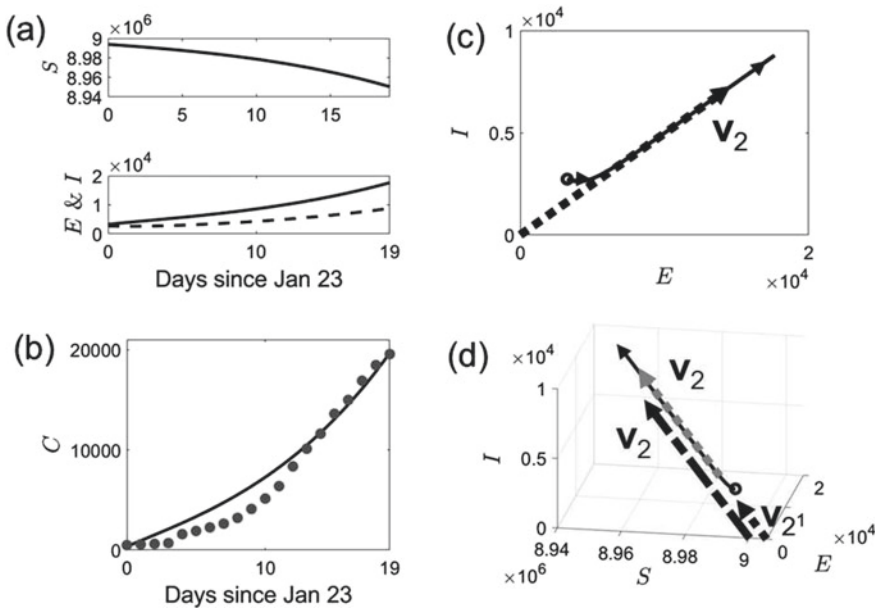 (a)
×10⁶
9
8.98
8.96
8.94
S
0 5 10 15
×10⁴
2
1
0
E & I
0 10 19
Days since Jan 23
(b)
20000
10000
0
C
0 10 19
Days since Jan 23
(c)
×10⁴
1
0.5
0
I
V₂
0 2
×10⁴
E
(d)
×10⁴
1
0.5
0
I
V₂
V₂
V₂
1
2
0
×10⁴
8.94 8.96 8.98 9
×10⁶
S
E